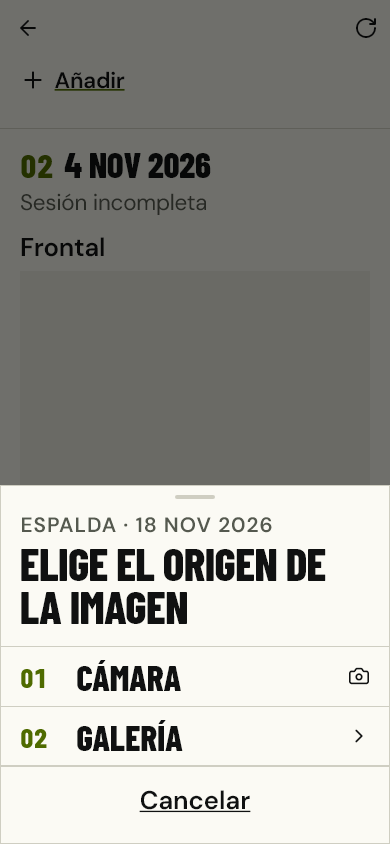 Añadir
02 4 NOV 2026
Sesión incompleta
Frontal
ESPALDA · 18 NOV 2026
ELIGE EL ORIGEN DE
LA IMAGEN
01 CÁMARA
02 GALERÍA
Cancelar